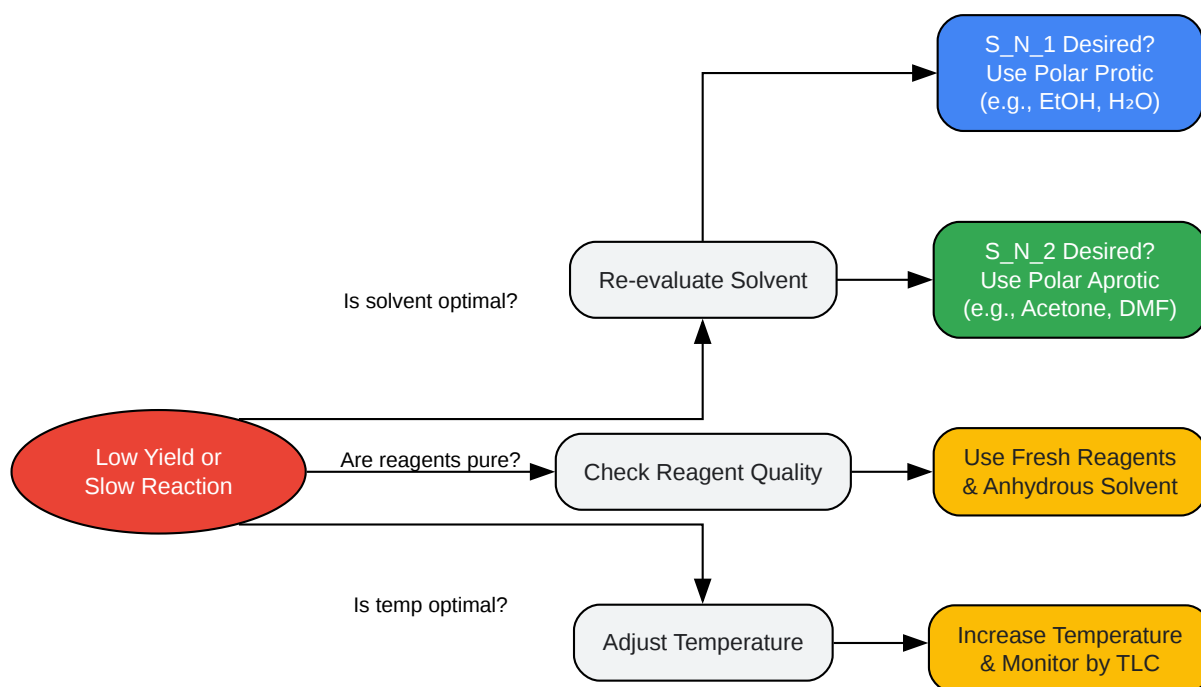 S_N_1 Desired?
Use Polar Protic
(e.g., EtOH, H₂O)
S_N_2 Desired?
Use Polar Aprotic
(e.g., Acetone, DMF)
Re-evaluate Solvent
Is solvent optimal?
Low Yield or
Slow Reaction
Are reagents pure?
Check Reagent Quality
Use Fresh Reagents
& Anhydrous Solvent
Is temp optimal?
Adjust Temperature
Increase Temperature
& Monitor by TLC